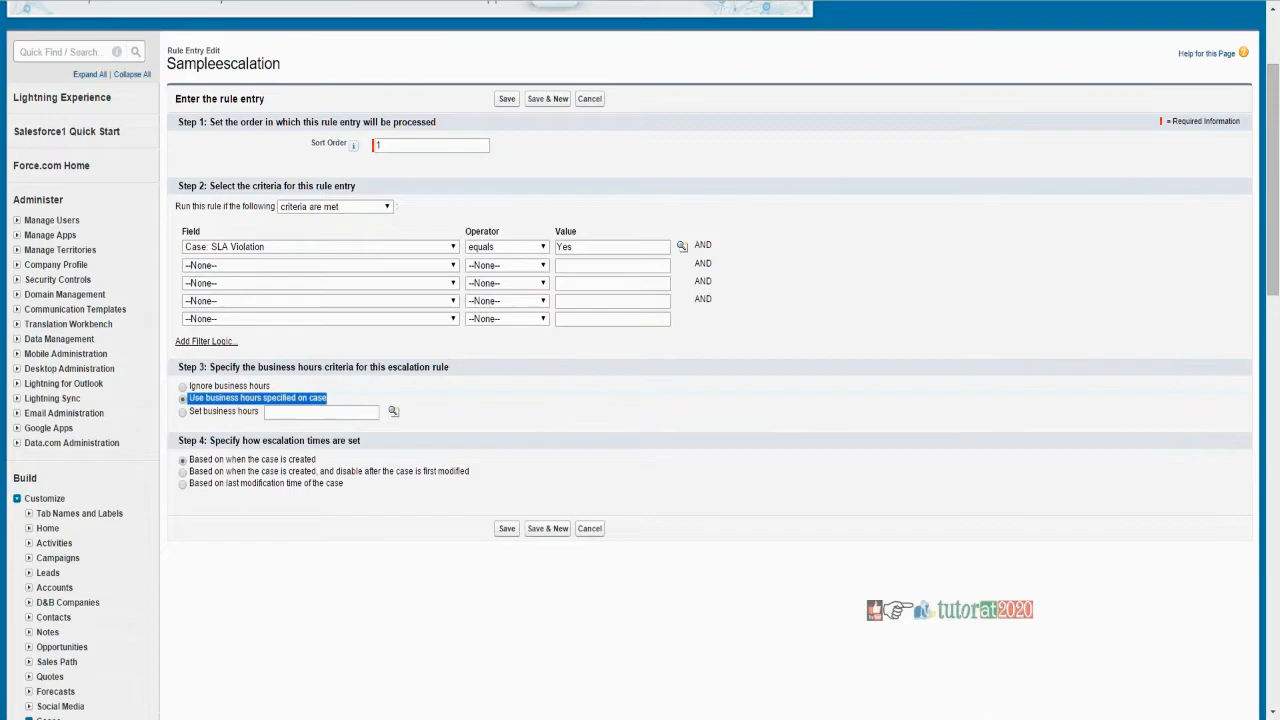 Quick Find / Search...
Expand All | Collapse All
Lightning Experience
Salesforce1 Quick Start
Force.com Home
Administer
Manage Users
Manage Apps
Manage Territories
Company Profile
Security Controls
Domain Management
Communication Templates
Translation Workbench
Data Management
Mobile Administration
Desktop Administration
Lightning for Outlook
Lightning Sync
Email Administration
Google Apps
Data.com Administration
Build
Customize
Tab Names and Labels
Home
Activities
Campaigns
Leads
Accounts
D&B Companies
Contacts
Notes
Opportunities
Sales Path
Quotes
Forecasts
Social Media
Rule Entry Edit
Sampleescalation
Help for this Page
Enter the rule entry Save Save & New Cancel
Step 1: Set the order in which this rule entry will be processed
= Required Information
Sort Order 1
Step 2: Select the criteria for this rule entry
Run this rule if the following criteria are met :
Field Operator Value
Case: SLA Violation equals Yes AND
--None-- --None-- AND
--None-- --None-- AND
--None-- --None-- AND
--None-- --None--
Add Filter Logic...
Step 3: Specify the business hours criteria for this escalation rule
Ignore business hours
Use business hours specified on case
Set business hours
Step 4: Specify how escalation times are set
Based on when the case is created
Based on when the case is created, and disable after the case is first modified
Based on last modification time of the case
Save Save & New Cancel
tutorat2020